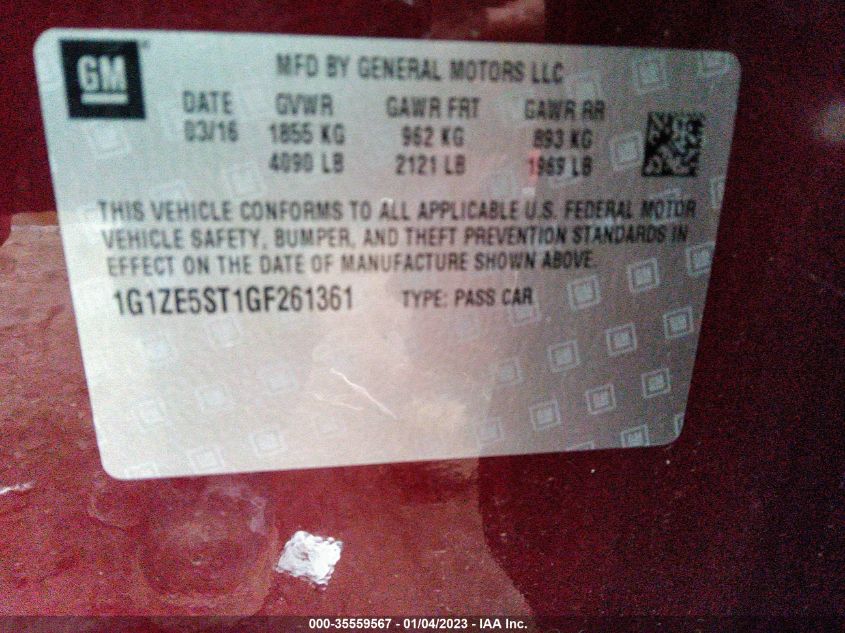 GM
MFD BY GENERAL MOTORS LLC
DATE GVWR GAWR FRT GAWR RR
03/16 1855 KG 962 KG 893 KG
4090 LB 2121 LB 1969 LB
THIS VEHICLE CONFORMS TO ALL APPLICABLE U.S. FEDERAL MOTOR
VEHICLE SAFETY, BUMPER, AND THEFT PREVENTION STANDARDS IN
EFFECT ON THE DATE OF MANUFACTURE SHOWN ABOVE.
1G1ZE5ST1GF261361 TYPE: PASS CAR
000-35559567 - 01/04/2023 - IAA Inc.